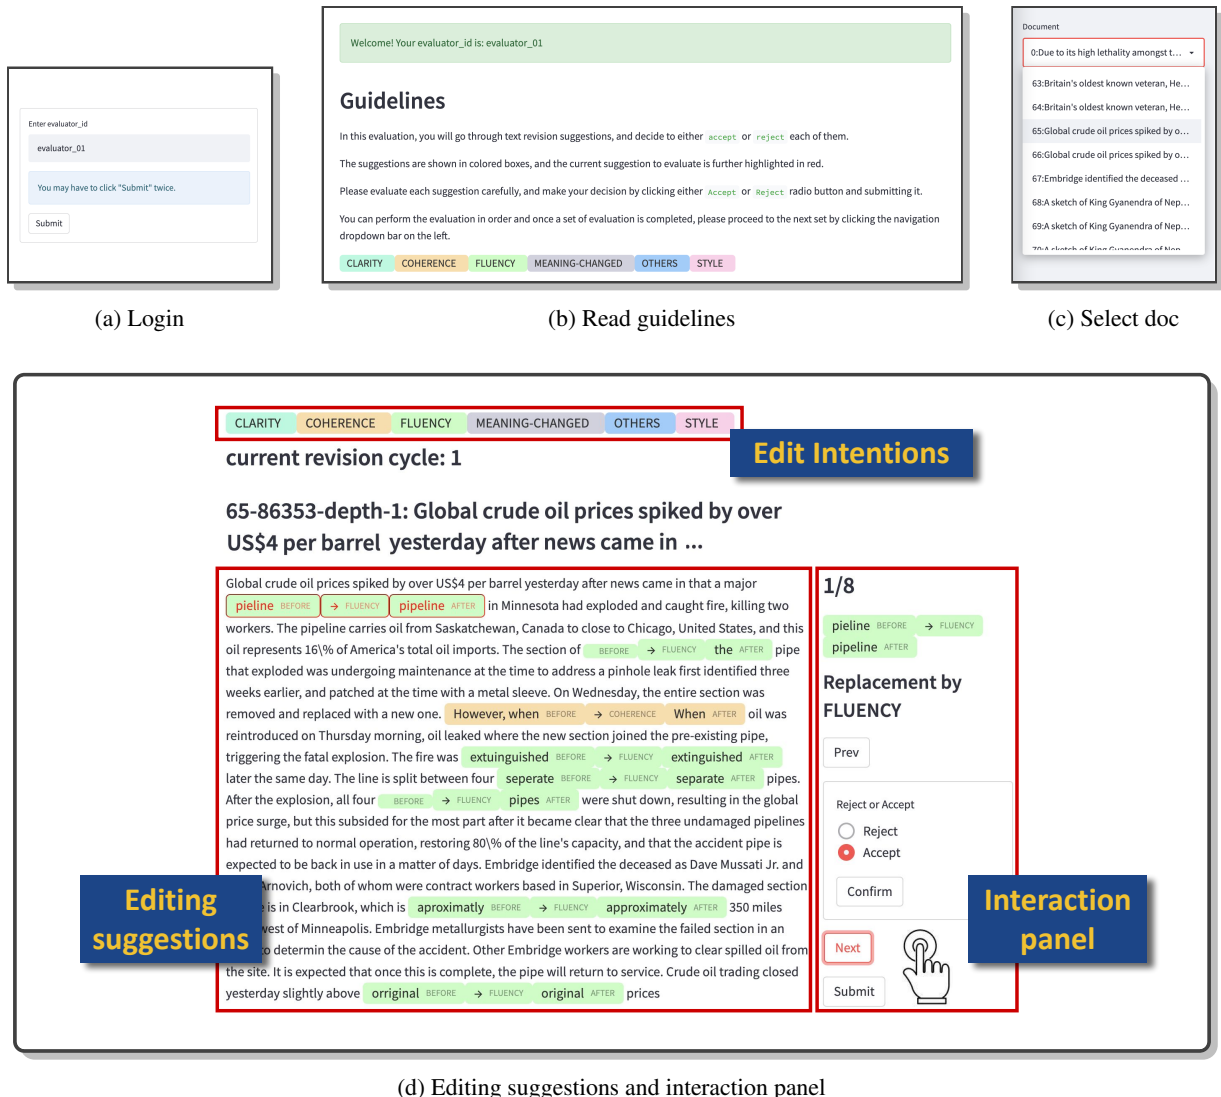 Enter evaluator_id
evaluator_01
You may have to click "Submit" twice.
Submit
(a) Login
Welcome! Your evaluator_id is: evaluator_01
Guidelines
In this evaluation, you will go through text revision suggestions, and decide to either accept or reject each of them.
The suggestions are shown in colored boxes, and the current suggestion to evaluate is further highlighted in red.
Please evaluate each suggestion carefully, and make your decision by clicking either Accept or Reject radio button and submitting it.
You can perform the evaluation in order and once a set of evaluation is completed, please proceed to the next set by clicking the navigation
dropdown bar on the left.
CLARITY COHERENCE FLUENCY MEANING-CHANGED OTHERS STYLE
(b) Read guidelines
Document
0:Due to its high lethality amongst t...
63:Britain's oldest known veteran, He...
64:Britain's oldest known veteran, He...
65:Global crude oil prices spiked by o...
66:Global crude oil prices spiked by o...
67:Embridge identified the deceased ...
68:A sketch of King Gyanendra of Nep...
69:A sketch of King Gyanendra of Nep...
70:A sketch of King Gyanendra of Nep...
(c) Select doc
CLARITY COHERENCE FLUENCY MEANING-CHANGED OTHERS STYLE
Edit Intentions
current revision cycle: 1
65-86353-depth-1: Global crude oil prices spiked by over
US$4 per barrel yesterday after news came in ...
Global crude oil prices spiked by over US$4 per barrel yesterday after news came in that a major
pieline BEFORE → FLUENCY pipeline AFTER in Minnesota had exploded and caught fire, killing two
workers. The pipeline carries oil from Saskatchewan, Canada to close to Chicago, United States, and this
oil represents 16\% of America's total oil imports. The section of BEFORE → FLUENCY the AFTER pipe
that exploded was undergoing maintenance at the time to address a pinhole leak first identified three
weeks earlier, and patched at the time with a metal sleeve. On Wednesday, the entire section was
removed and replaced with a new one. However, when BEFORE → COHERENCE When AFTER oil was
reintroduced on Thursday morning, oil leaked where the new section joined the pre-existing pipe,
triggering the fatal explosion. The fire was extuinguished BEFORE → FLUENCY extinguished AFTER
later the same day. The line is split between four seperate BEFORE → FLUENCY separate AFTER pipes.
After the explosion, all four BEFORE → FLUENCY pipes AFTER were shut down, resulting in the global
price surge, but this subsided for the most part after it became clear that the three undamaged pipelines
had returned to normal operation, restoring 80\% of the line's capacity, and that the accident pipe is
expected to be back in use in a matter of days. Embridge identified the deceased as Dave Mussati Jr. and
Arnovich, both of whom were contract workers based in Superior, Wisconsin. The damaged section
is in Clearbrook, which is aproximatly BEFORE → FLUENCY approximately AFTER 350 miles
west of Minneapolis. Embridge metallurgists have been sent to examine the failed section in an
to determin the cause of the accident. Other Embridge workers are working to clear spilled oil from
the site. It is expected that once this is complete, the pipe will return to service. Crude oil trading closed
yesterday slightly above orriginal BEFORE → FLUENCY original AFTER prices
Editing
suggestions
1/8
pieline BEFORE → FLUENCY
pipeline AFTER
Replacement by
FLUENCY
Prev
Reject or Accept
Reject
Accept
Confirm
Next
Submit
Interaction
panel
(d) Editing suggestions and interaction panel